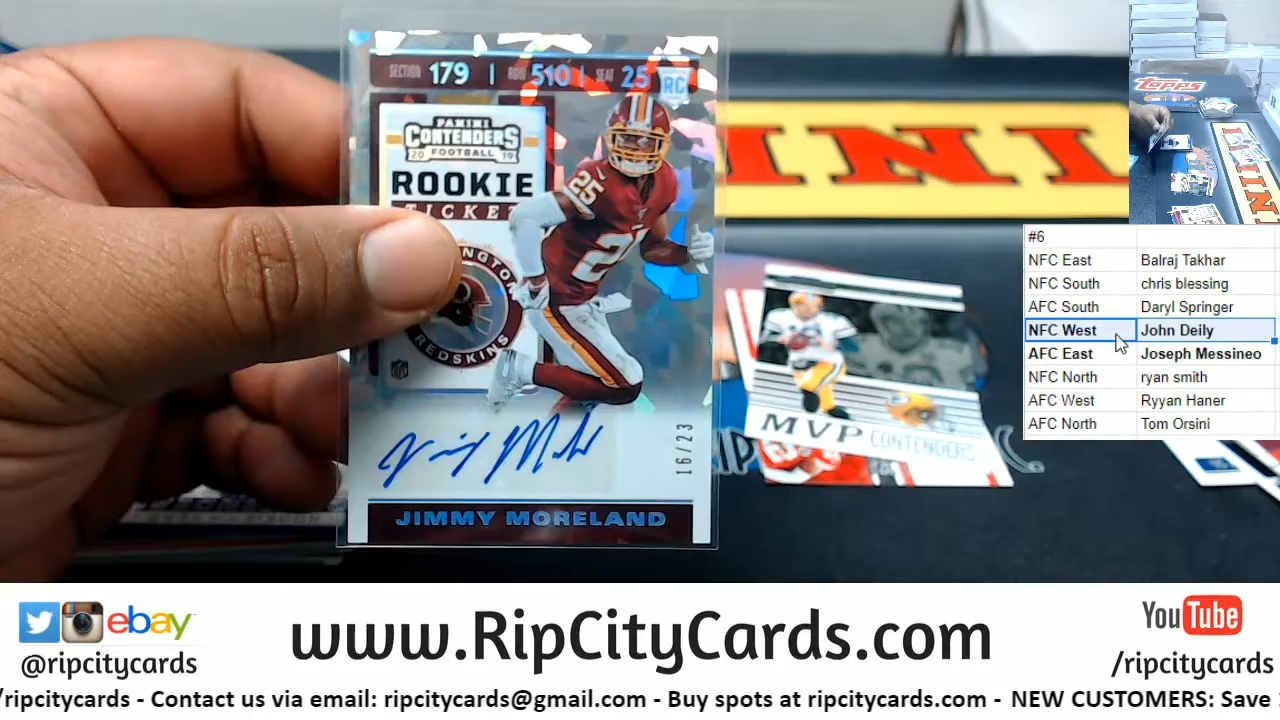 SECTION 179 | ROW 510 | SEAT 25 RC
PANINI
CONTENDERS
20 FOOTBALL 19
ROOKIE
TICKET
REDSKINS
25
16/23
JIMMY MORELAND
MVP CONTENDERS
TOPPS
#6
NFC East Balraj Takhar
NFC South chris blessing
AFC South Daryl Springer
NFC West John Deily
AFC East Joseph Messineo
NFC North ryan smith
AFC West Ryyan Haner
AFC North Tom Orsini
ebay
@ripcitycards
www.RipCityCards.com
YouTube
/ripcitycards
/ripcitycards - Contact us via email: ripcitycards@gmail.com - Buy spots at ripcitycards.com - NEW CUSTOMERS: Save